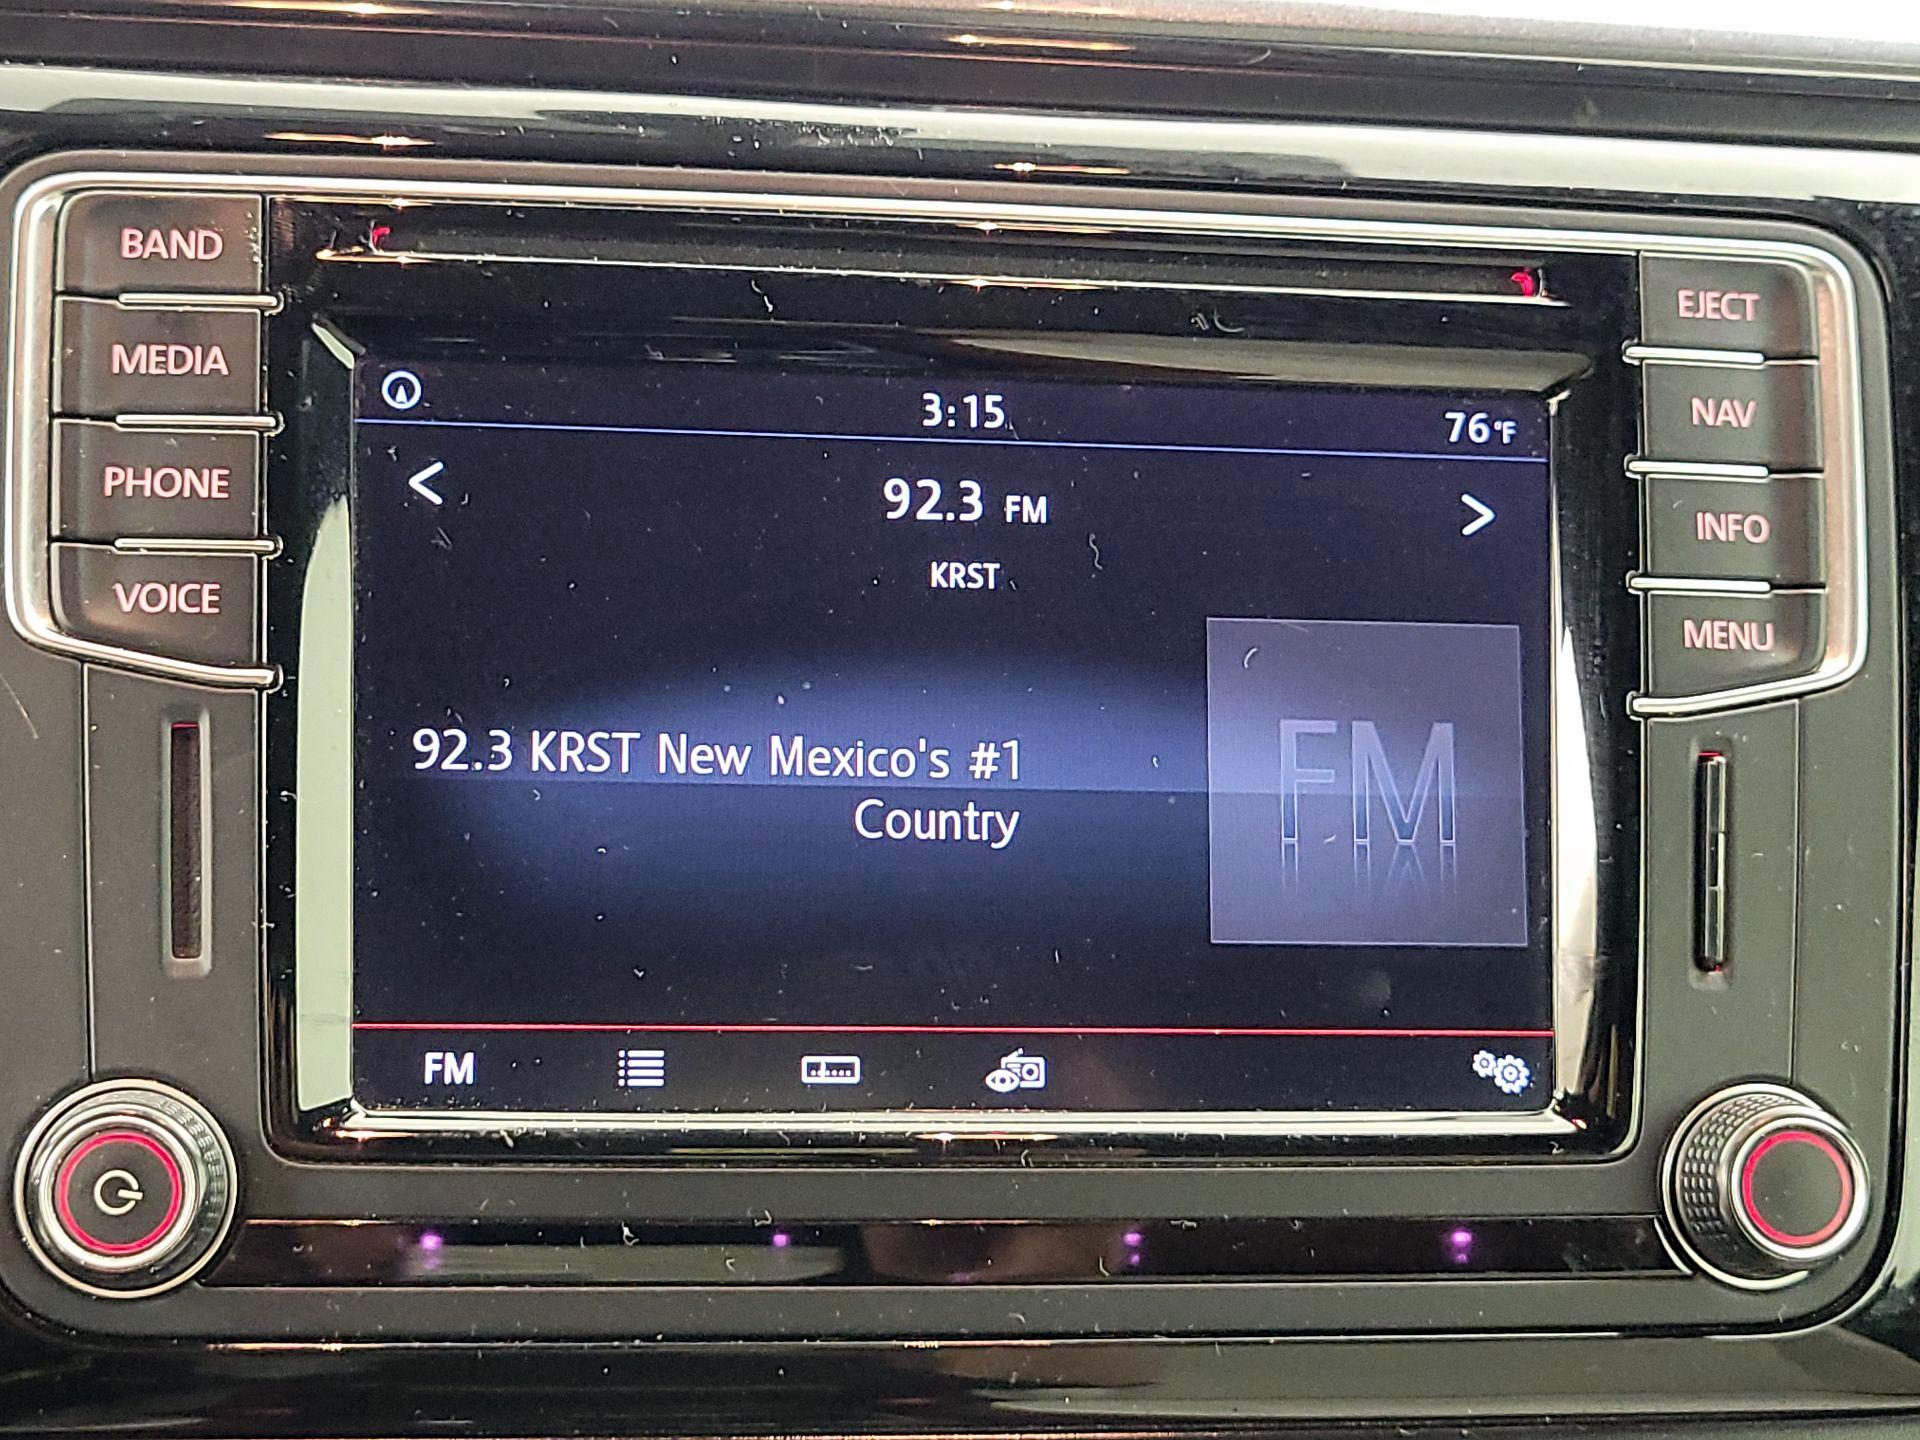 BAND
MEDIA
PHONE
VOICE
EJECT
NAV
INFO
MENU
3:15
76°F
< 92.3 FM >
KRST
92.3 KRST New Mexico's #1
Country
FM
FM